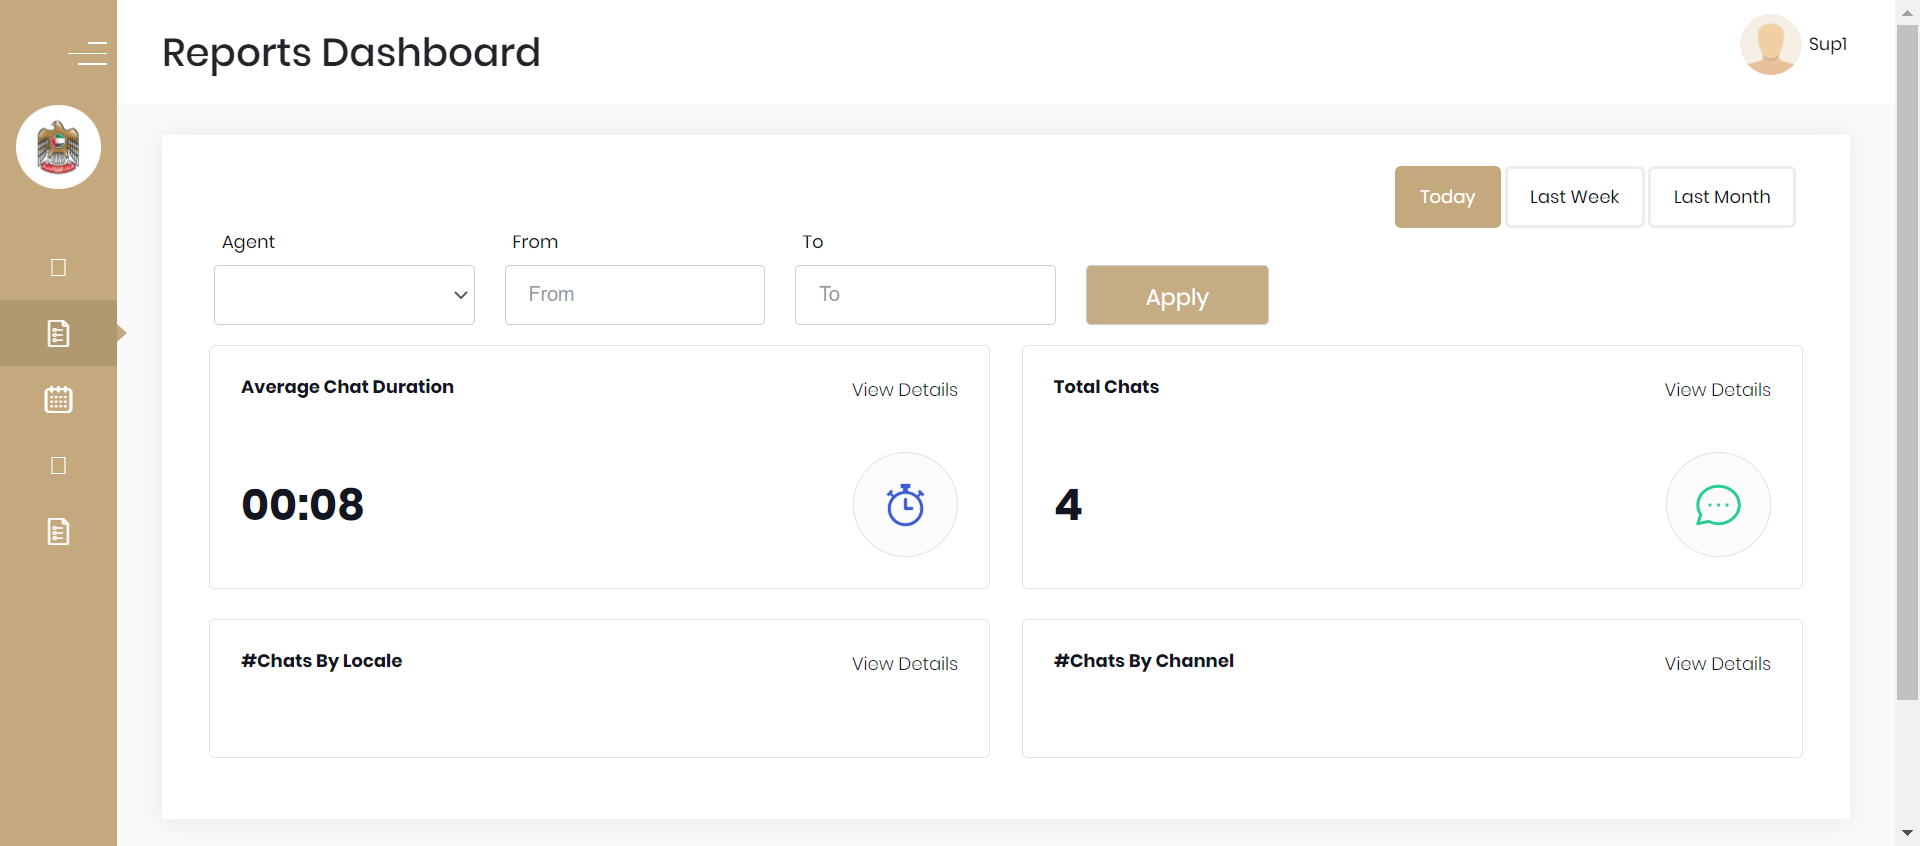 Reports Dashboard
Sup1
Today
Last Week
Last Month
Agent
From
To
From
To
Apply
Average Chat Duration
View Details
00:08
Total Chats
View Details
4
#Chats By Locale
View Details
#Chats By Channel
View Details